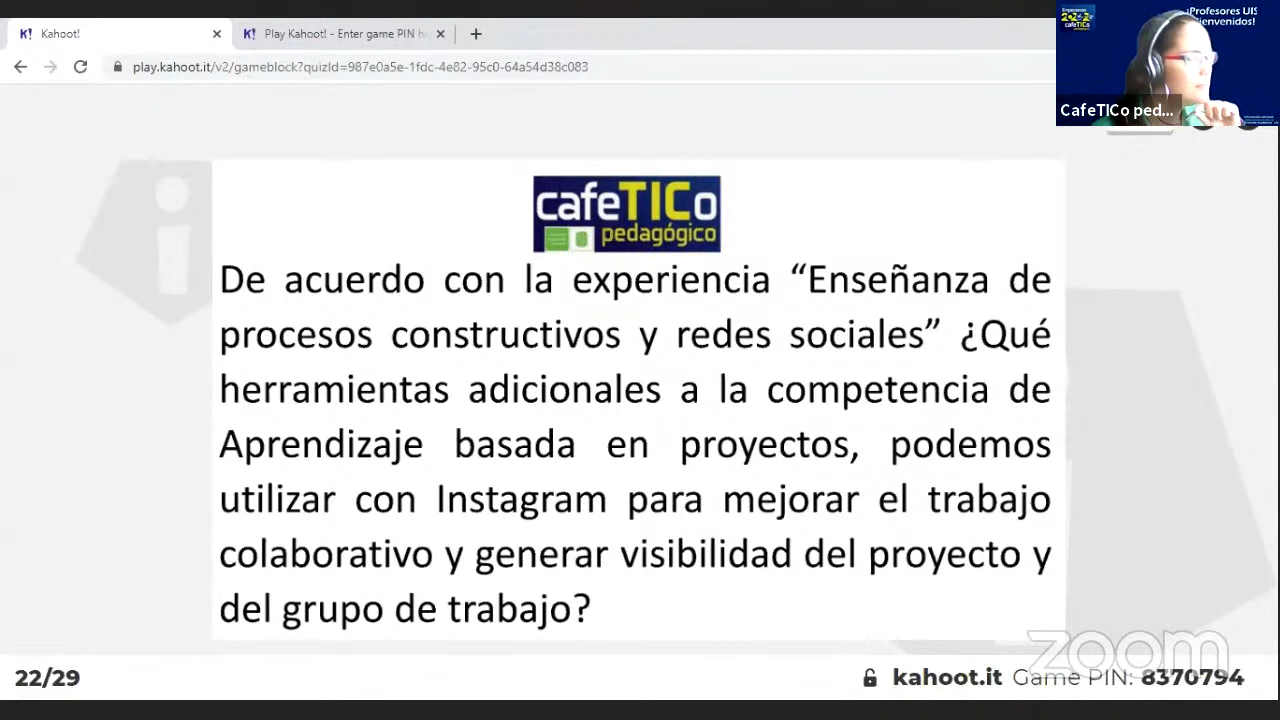 Kahoot!
Play Kahoot! - Enter game PIN h
play.kahoot.it/v2/gameblock?quizId=987e0a5e-1fdc-4e82-95c0-64a54d38c083
¡Profesores UIS
Bienvenidos!
cafeTICo
CafeTICo ped...
cafeTICo
pedagógico
De acuerdo con la experiencia “Enseñanza de
procesos constructivos y redes sociales” ¿Qué
herramientas adicionales a la competencia de
Aprendizaje basada en proyectos, podemos
utilizar con Instagram para mejorar el trabajo
colaborativo y generar visibilidad del proyecto y
del grupo de trabajo?
zoom
22/29
kahoot.it Game PIN: 8370794